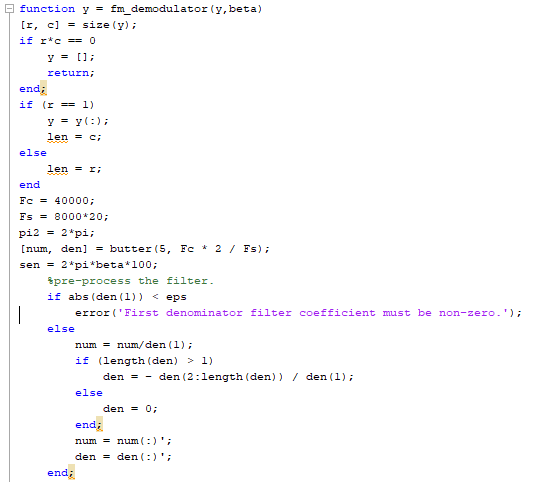 function y = fm_demodulator(y,beta)
[r, c] = size(y);
if r*c == 0
    y = [];
    return;
end;
if (r == 1)
    y = y(:);
    len = c;
else
    len = r;
end
Fc = 40000;
Fs = 8000*20;
pi2 = 2*pi;
[num, den] = butter(5, Fc * 2 / Fs);
sen = 2*pi*beta*100;
    %pre-process the filter.
    if abs(den(1)) < eps
        error('First denominator filter coefficient must be non-zero.');
    else
        num = num/den(1);
        if (length(den) > 1)
            den = - den(2:length(den)) / den(1);
        else
            den = 0;
        end;
        num = num(:)';
        den = den(:)';
    end;